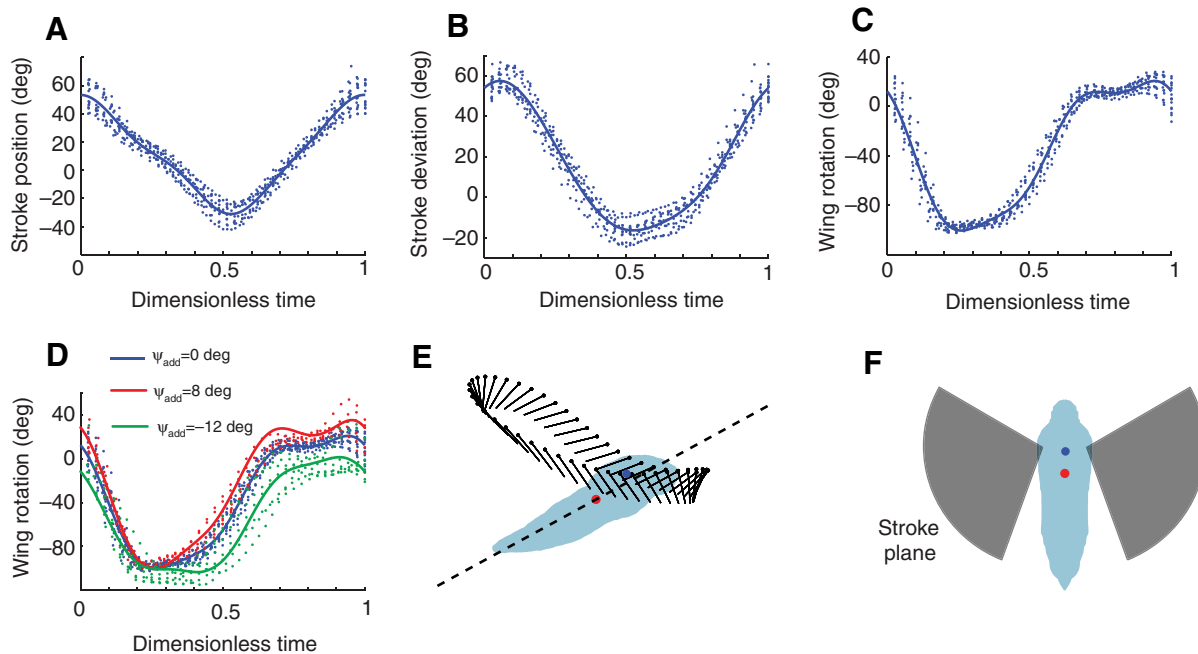 A
Stroke position (deg)
60
40
20
0
−20
−40
0
0.5
1
Dimensionless time
B
Stroke deviation (deg)
60
40
20
0
−20
0
0.5
1
Dimensionless time
C
Wing rotation (deg)
40
0
−40
−80
0
0.5
1
Dimensionless time
D
ψadd=0 deg
ψadd=8 deg
ψadd=−12 deg
Wing rotation (deg)
40
0
−40
−80
0
0.5
1
Dimensionless time
E
F
Stroke
plane